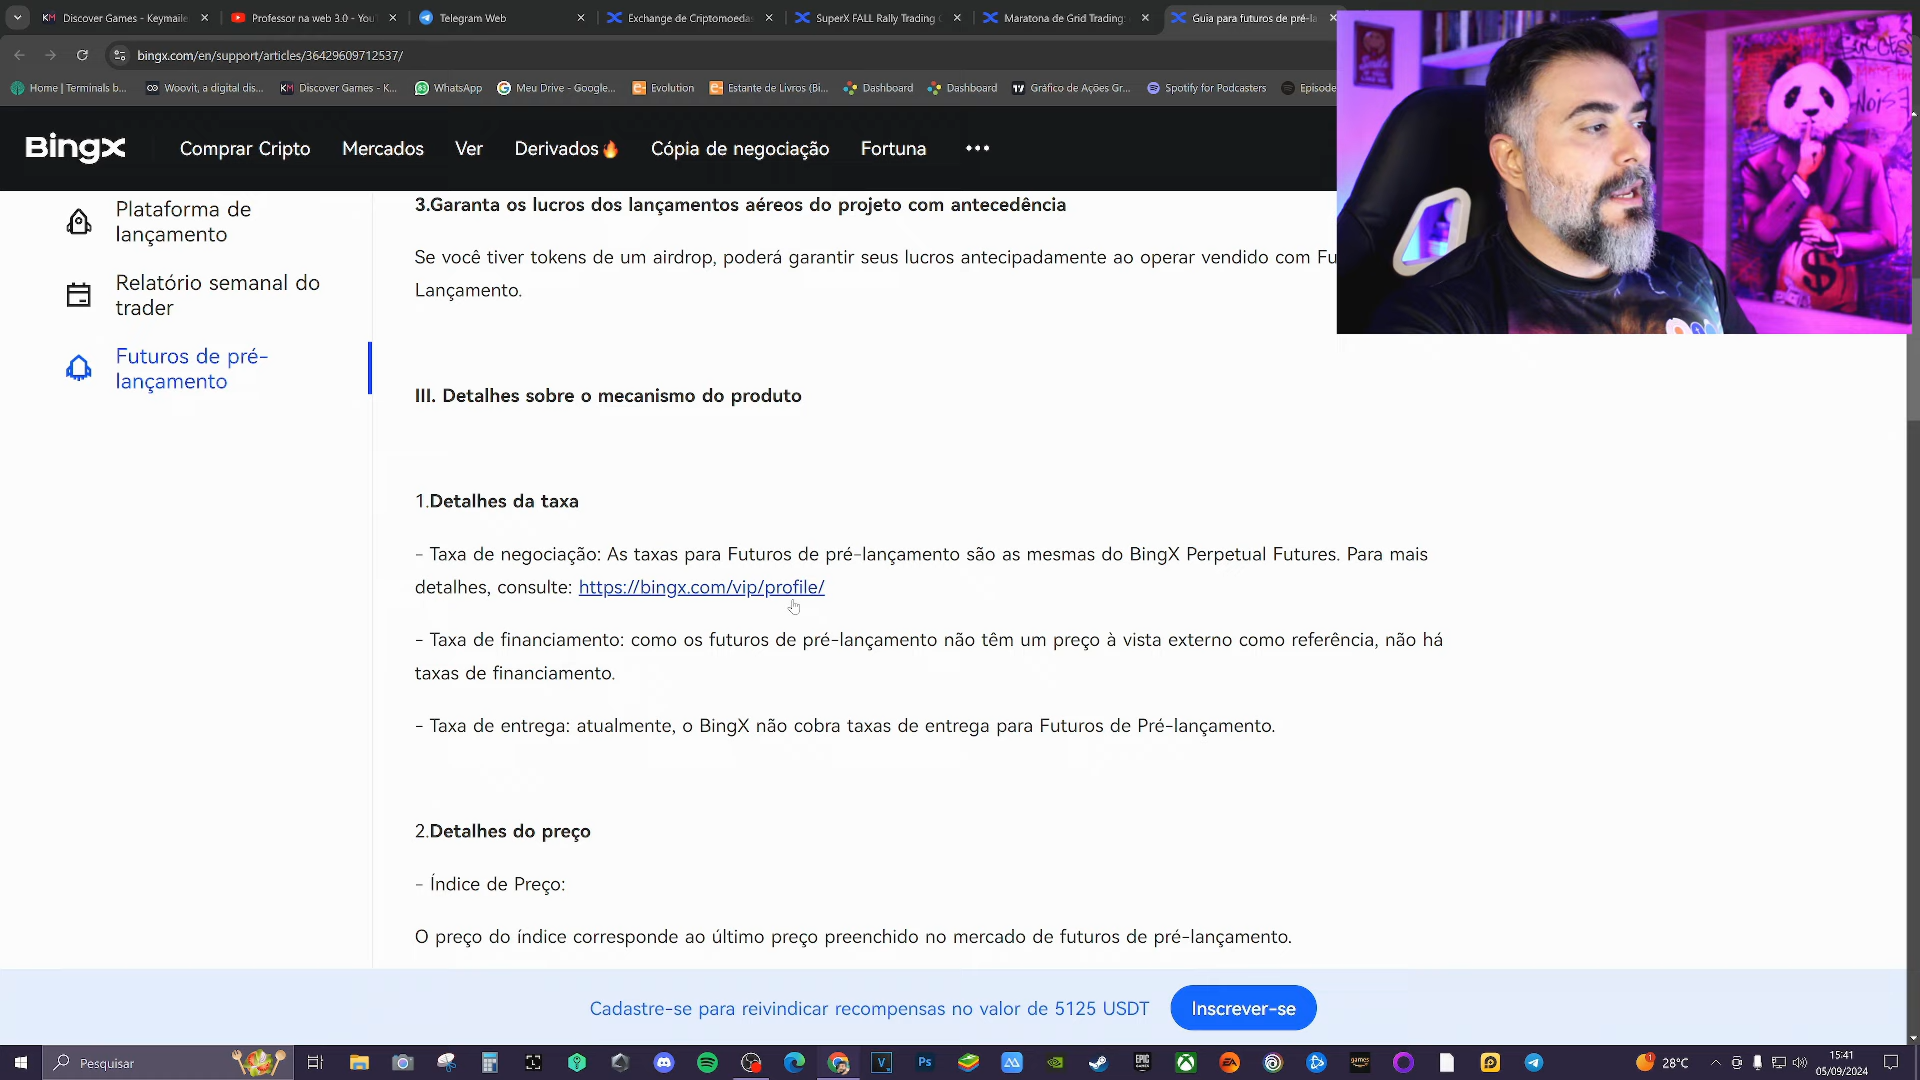 Discover Games - Keymaile
Professor na web 3.0 - You
Telegram Web
Exchange de Criptomoedas
SuperX FALL Rally Trading
Maratona de Grid Trading:
Guia para futuros de pré-la
bingx.com/en/support/articles/36429609712537/
Home | Terminals b...
Woovit, a digital dis...
Discover Games - K...
WhatsApp
Meu Drive - Google...
Evolution
Estante de Livros (Bi...
Dashboard
Dashboard
Gráfico de Ações Gr...
Spotify for Podcasters
Episode
BingX
Comprar Cripto
Mercados
Ver
Derivados
Cópia de negociação
Fortuna
Plataforma de
lançamento
Relatório semanal do
trader
Futuros de pré-
lançamento
3.Garanta os lucros dos lançamentos aéreos do projeto com antecedência
Se você tiver tokens de um airdrop, poderá garantir seus lucros antecipadamente ao operar vendido com Fu
Lançamento.
III. Detalhes sobre o mecanismo do produto
1.Detalhes da taxa
- Taxa de negociação: As taxas para Futuros de pré-lançamento são as mesmas do BingX Perpetual Futures. Para mais
detalhes, consulte: https://bingx.com/vip/profile/
- Taxa de financiamento: como os futuros de pré-lançamento não têm um preço à vista externo como referência, não há
taxas de financiamento.
- Taxa de entrega: atualmente, o BingX não cobra taxas de entrega para Futuros de Pré-lançamento.
2.Detalhes do preço
- Índice de Preço:
O preço do índice corresponde ao último preço preenchido no mercado de futuros de pré-lançamento.
Cadastre-se para reivindicar recompensas no valor de 5125 USDT
Inscrever-se
Pesquisar
28°C
15:41
05/09/2024